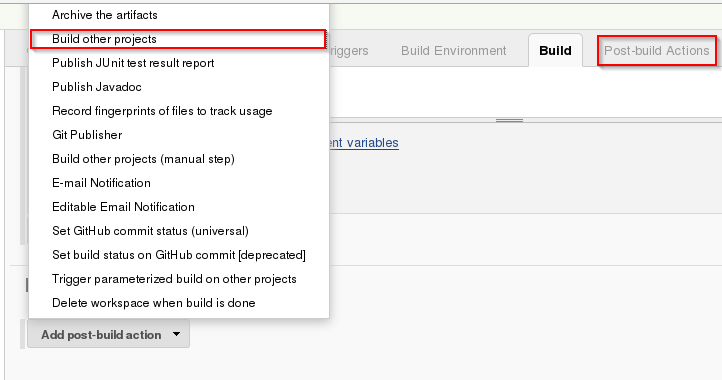 Archive the artifacts
Build other projects
riggers
Build Environment
Build
Post-build Actions
Publish JUnit test result report
Publish Javadoc
Record fingerprints of files to track usage
Git Publisher
ent variables
Build other projects (manual step)
E-mail Notification
Editable Email Notification
Set GitHub commit status (universal)
Set build status on GitHub commit [deprecated]
Trigger parameterized build on other projects
Delete workspace when build is done
Add post-build action